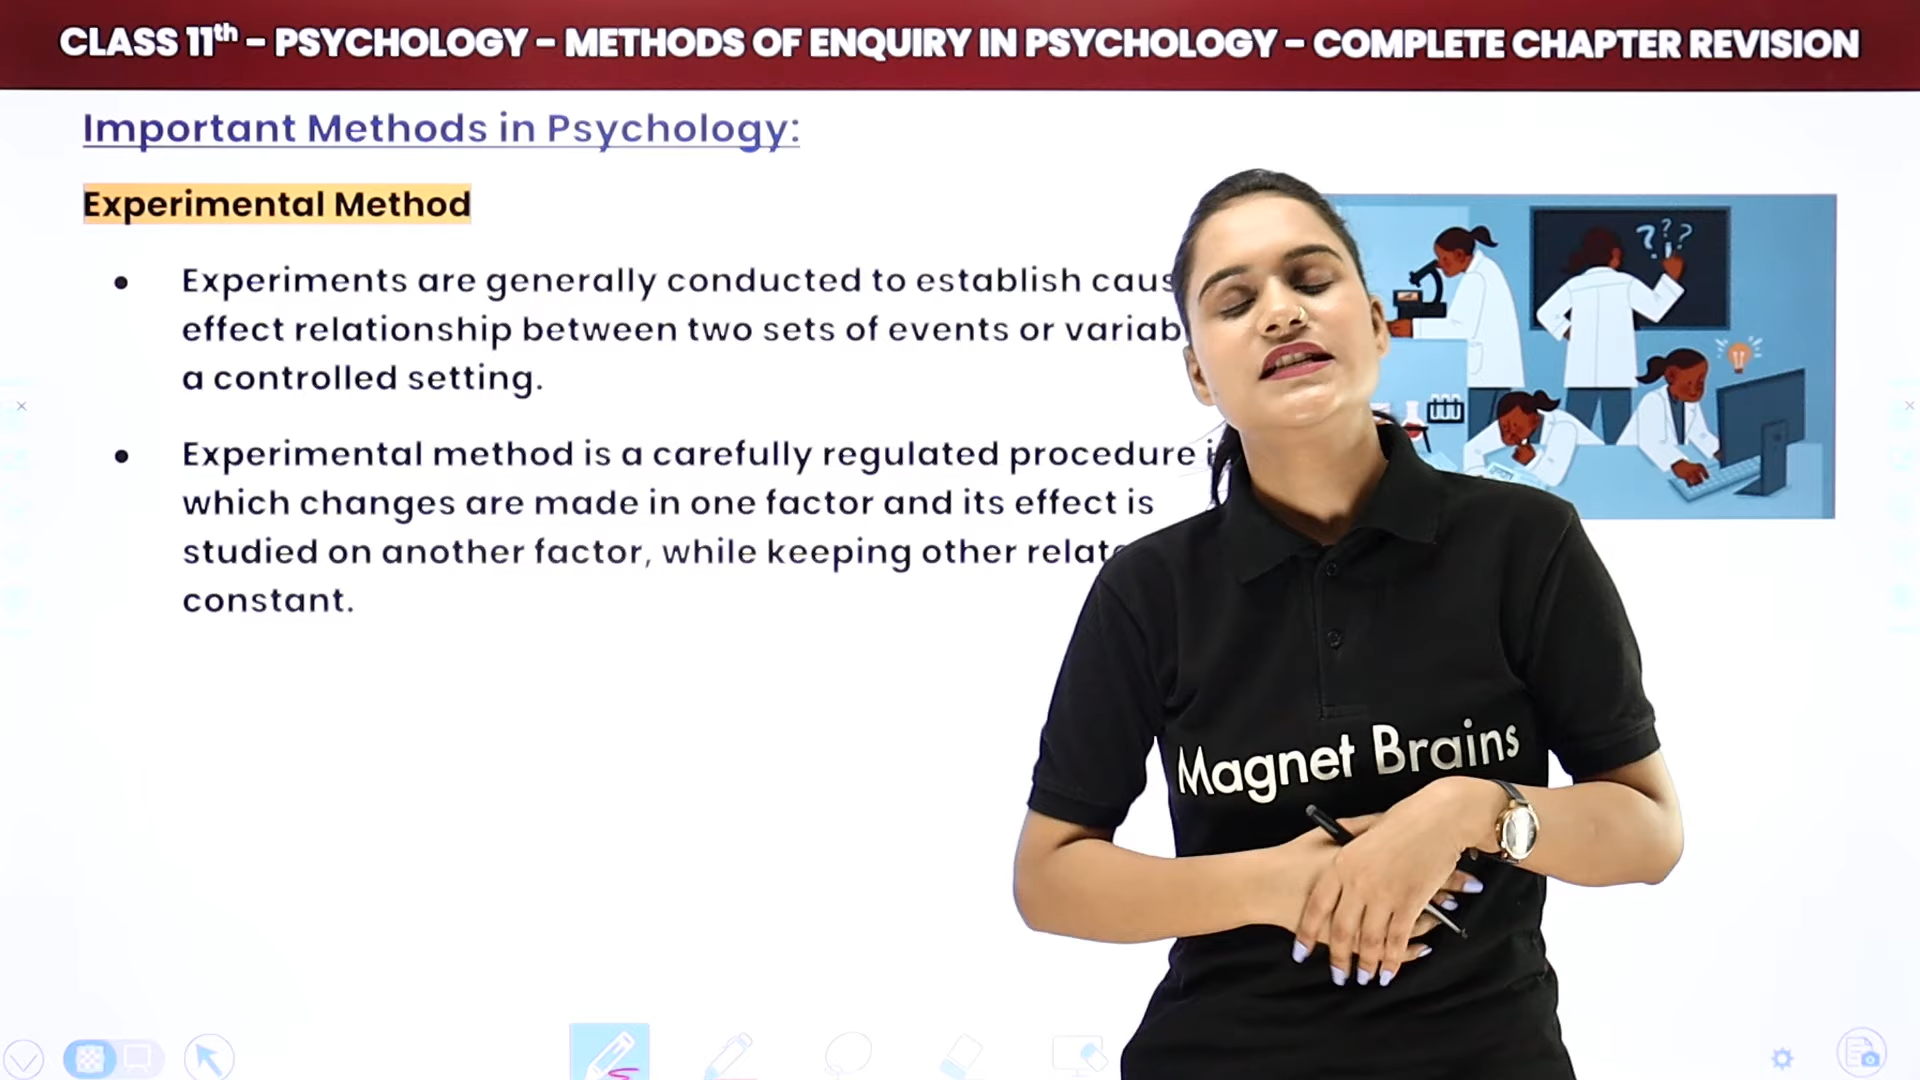 CLASS 11th – PSYCHOLOGY – METHODS OF ENQUIRY IN PSYCHOLOGY – COMPLETE CHAPTER REVISION
Important Methods in Psychology:
Experimental Method
• Experiments are generally conducted to establish
effect relationship between two sets of events or
a controlled setting.
• Experimental method is a carefully regulated procedure
which changes are made in one factor and its effect is
studied on another factor, while keeping other
constant.
???
Magnet Brains